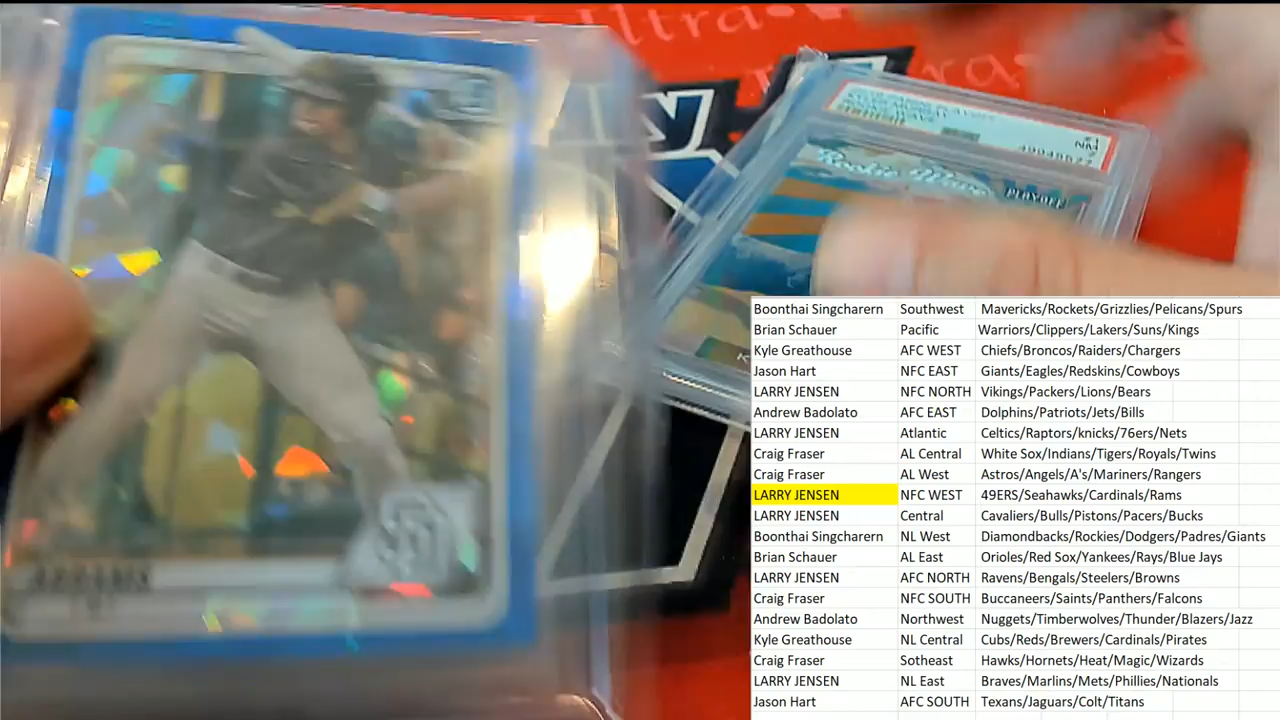 Ultra
Rookie Wave
PLAYOFF
NM
Boonthai Singcharern Southwest Mavericks/Rockets/Grizzlies/Pelicans/Spurs
Brian Schauer Pacific Warriors/Clippers/Lakers/Suns/Kings
Kyle Greathouse AFC WEST Chiefs/Broncos/Raiders/Chargers
Jason Hart NFC EAST Giants/Eagles/Redskins/Cowboys
LARRY JENSEN NFC NORTH Vikings/Packers/Lions/Bears
Andrew Badolato AFC EAST Dolphins/Patriots/Jets/Bills
LARRY JENSEN Atlantic Celtics/Raptors/knicks/76ers/Nets
Craig Fraser AL Central White Sox/Indians/Tigers/Royals/Twins
Craig Fraser AL West Astros/Angels/A's/Mariners/Rangers
LARRY JENSEN NFC WEST 49ERS/Seahawks/Cardinals/Rams
LARRY JENSEN Central Cavaliers/Bulls/Pistons/Pacers/Bucks
Boonthai Singcharern NL West Diamondbacks/Rockies/Dodgers/Padres/Giants
Brian Schauer AL East Orioles/Red Sox/Yankees/Rays/Blue Jays
LARRY JENSEN AFC NORTH Ravens/Bengals/Steelers/Browns
Craig Fraser NFC SOUTH Buccaneers/Saints/Panthers/Falcons
Andrew Badolato Northwest Nuggets/Timberwolves/Thunder/Blazers/Jazz
Kyle Greathouse NL Central Cubs/Reds/Brewers/Cardinals/Pirates
Craig Fraser Sotheast Hawks/Hornets/Heat/Magic/Wizards
LARRY JENSEN NL East Braves/Marlins/Mets/Phillies/Nationals
Jason Hart AFC SOUTH Texans/Jaguars/Colt/Titans